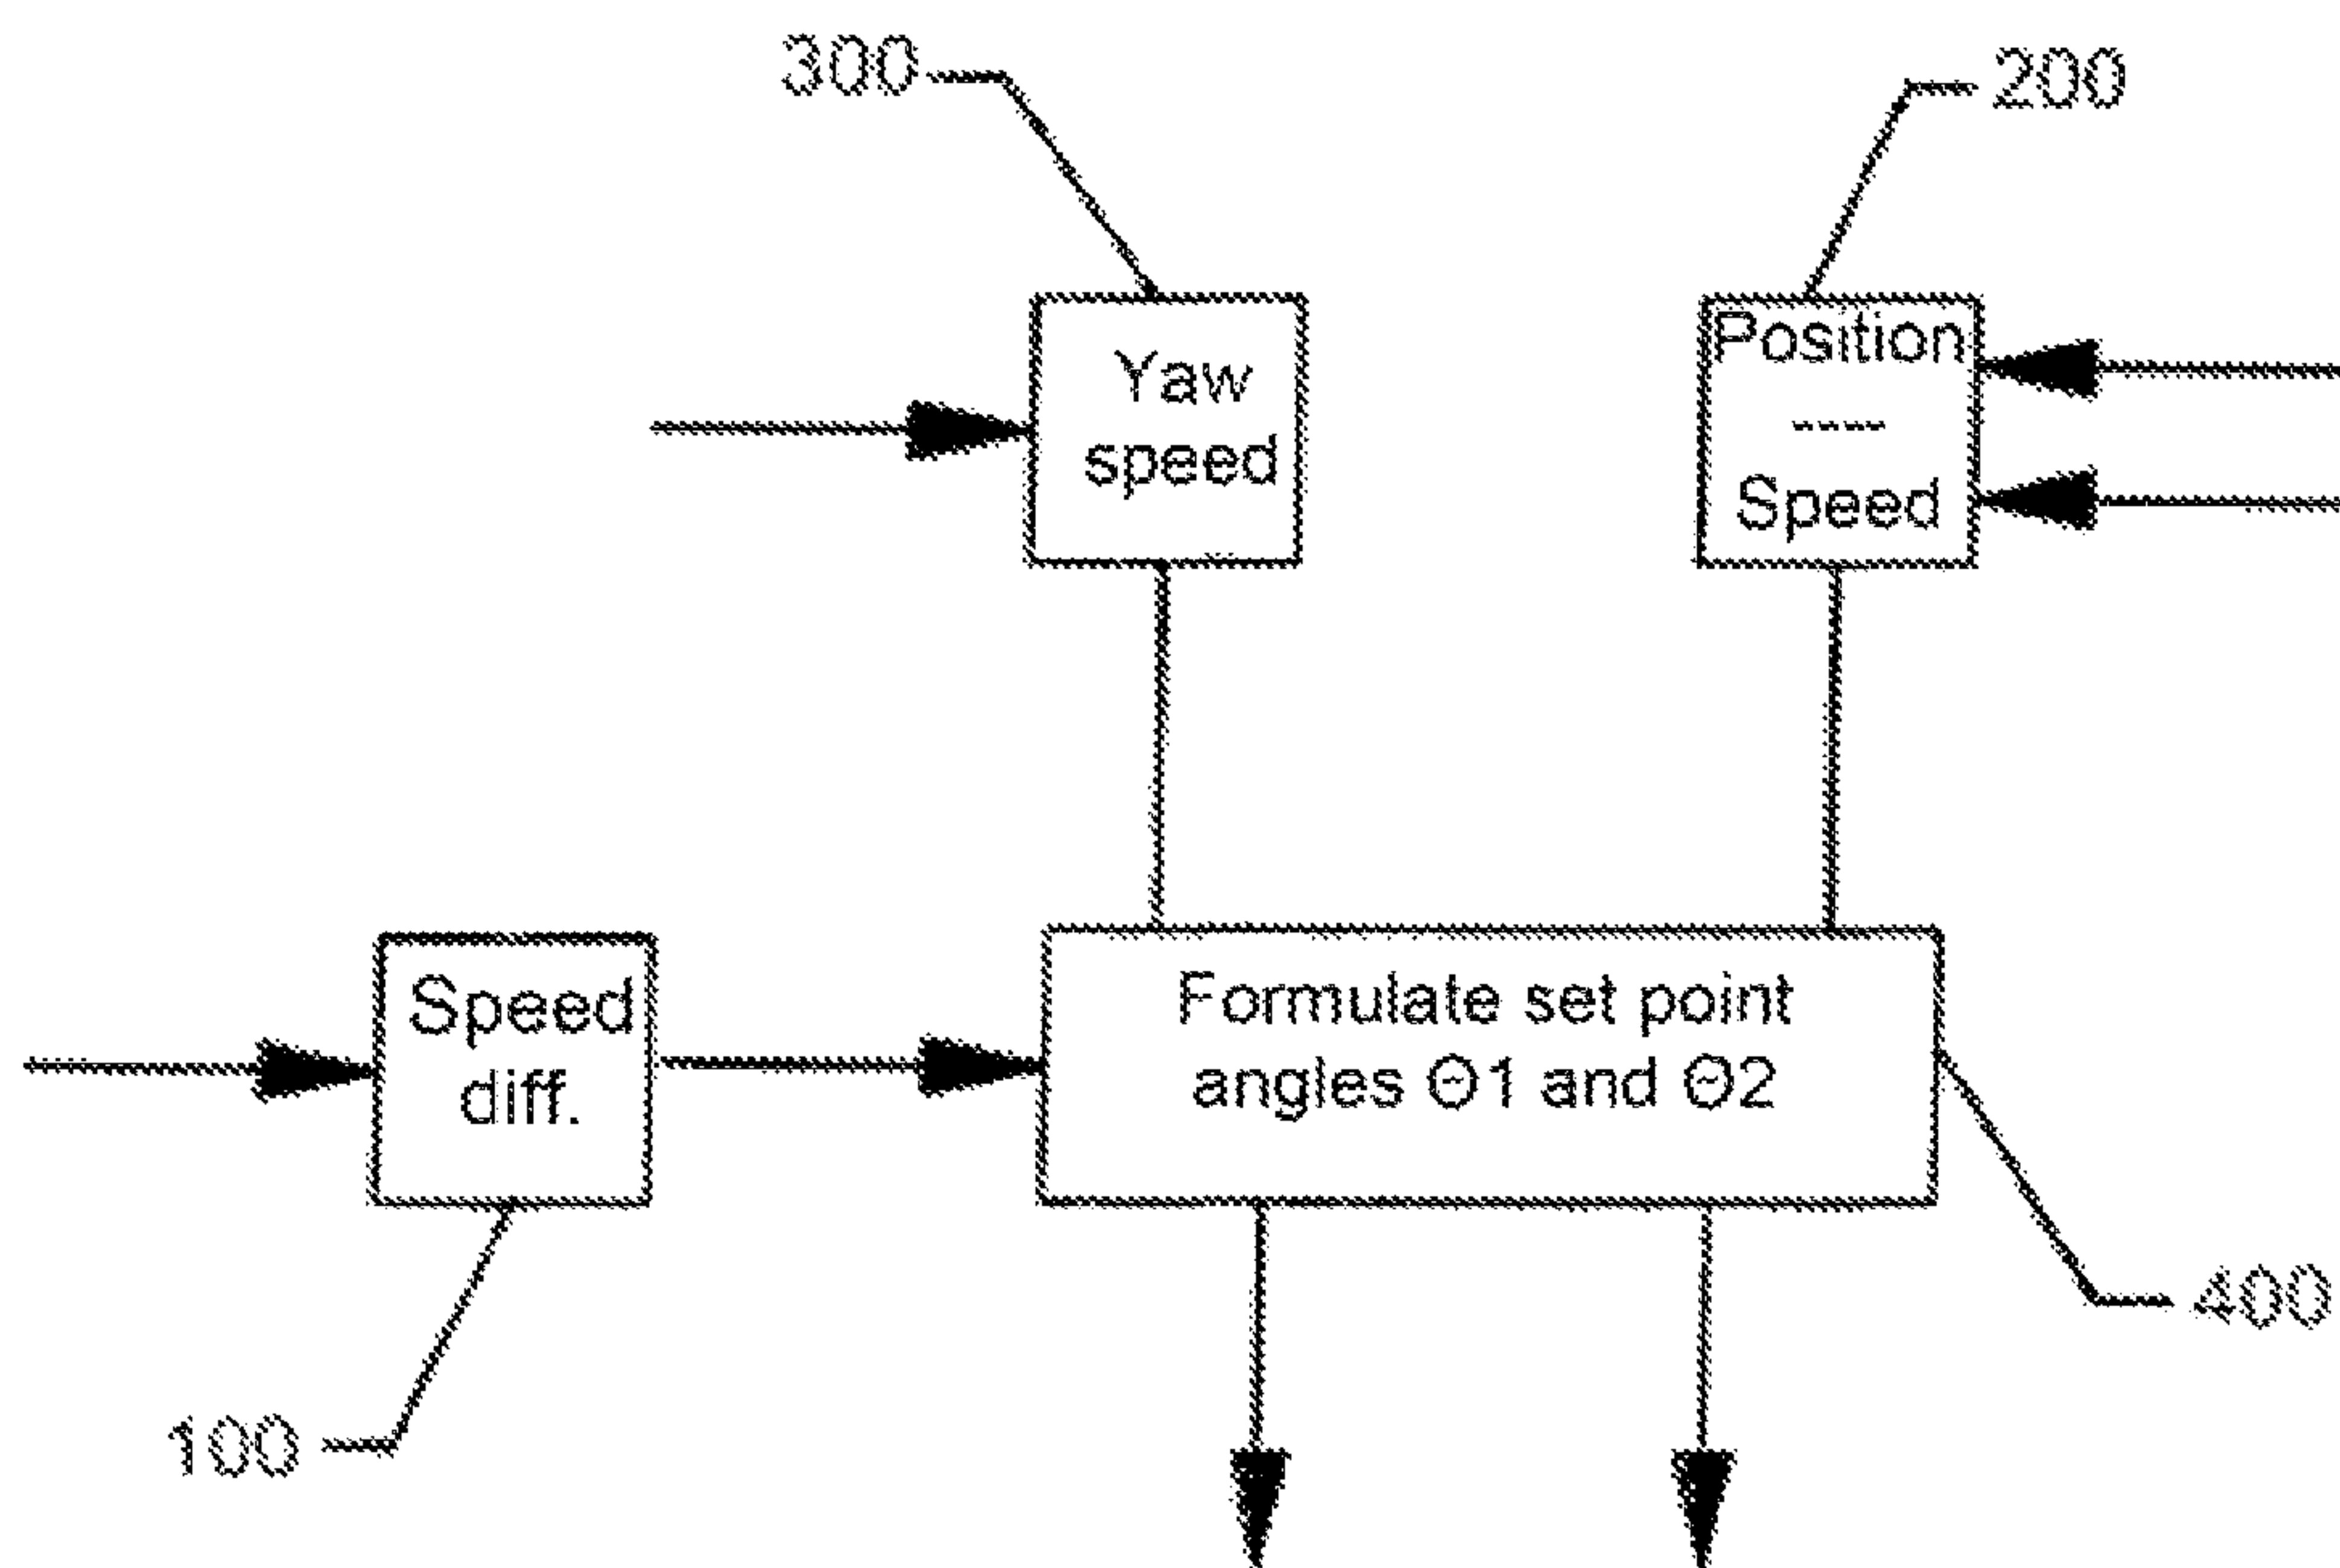 300
200
Yaw
speed
Position
----
Speed
Speed
diff.
Formulate set point
angles Θ1 and Θ2
400
100